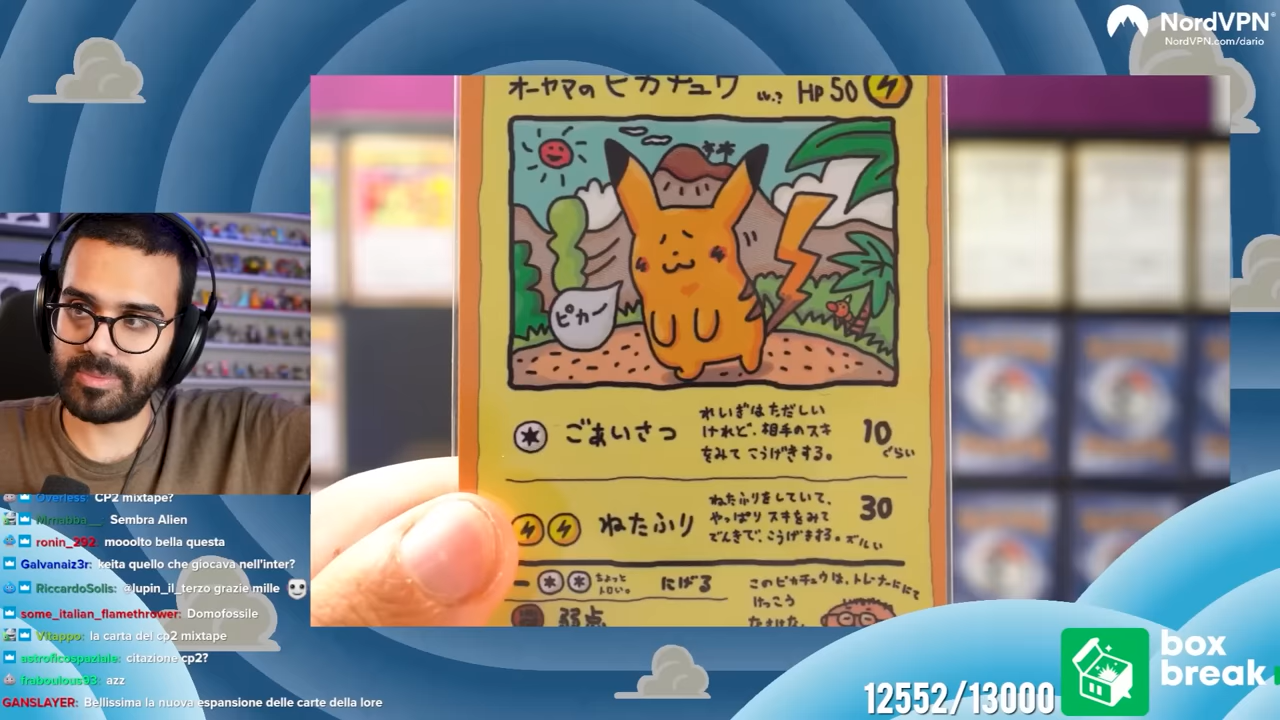 NordVPN®
NordVPN.com/dario
オーヤマの ピカチュウ LV.? HP 50
ピカー
ごあいさつ
れいぎはただしい
けれど、相手のスキ
をみて こうげきする。
10
ぐらい
ねたふり
ねたふりをしていて、
やっぱり スキをみて
でんきで、こうげきする。ズルい
30
ちょっと
にげる
弱点
このピカチュウは、トレーナーににて
けっこう
Overless: CP2 mixtape?
Mmabba__: Sembra Alien
ronin_292: mooolto bella questa
Galvanaiz3r: keita quello che giocava nell'inter?
RiccardoSolls: @lupin_il_terzo grazie mille
some_italian_flamethrower: Domofossile
Vitappo: la carta del cp2 mixtape
astroficospaziale: citazione cp2?
fraboulous93: azz
GANSLAYER: Bellissima la nuova espansione delle carte della lore
12552/13000
box
break